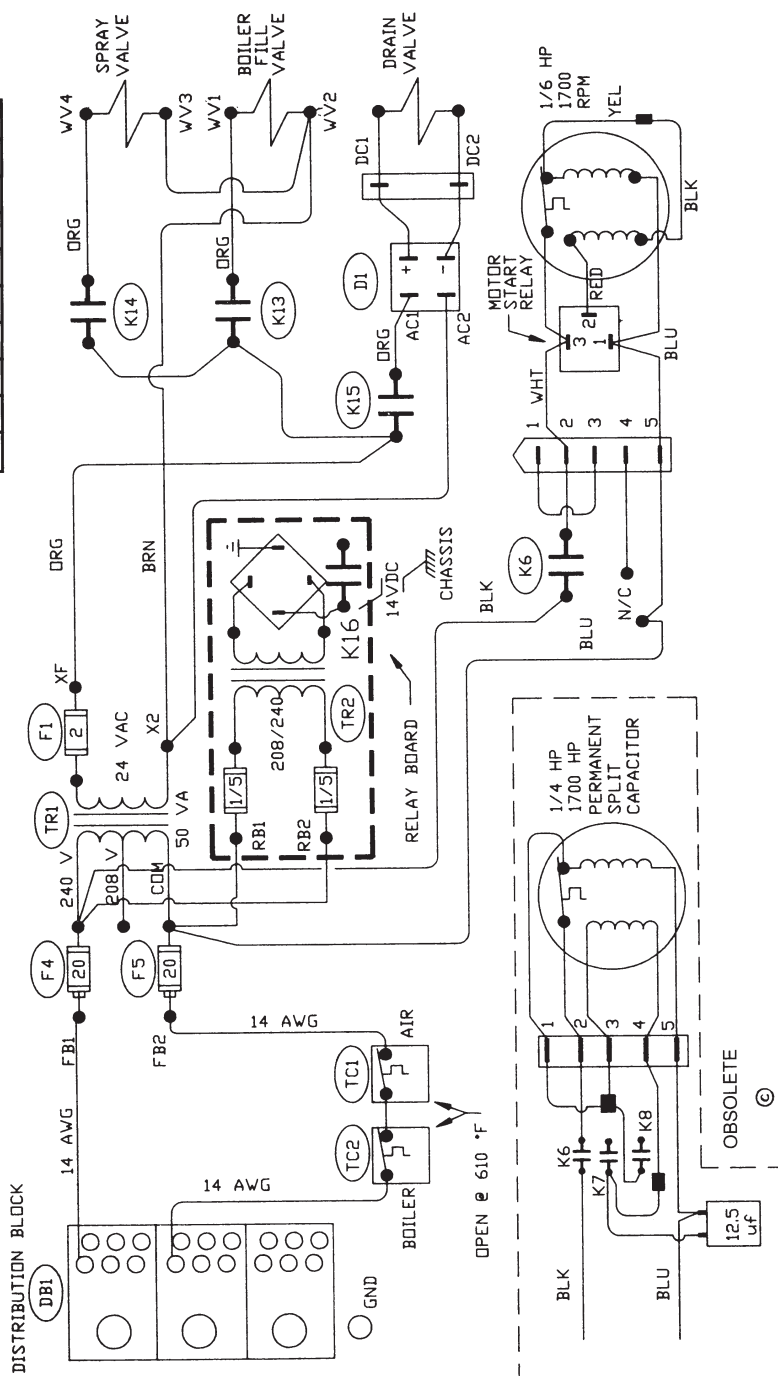 SPRAY
VALVE
BOILER
FILL
VALVE
DRAIN
VALVE
1/6 HP
1700
RPM
YEL
WV4
WV3
WV1
WV2
DC1
DC2
BLK
ORG
ORG
D1
+
-
AC1
AC2
MOTOR
START
RELAY
RED
2
3
1
BLU
K14
K13
ORG
K15
WHT
1
2
3
4
5
ORG
BRN
K16
14VDC
CHASSIS
BLK
K6
BLU
N/C
XF
F1
2
24 VAC
X2
TR1
50 VA
240 V
208 V
COM
208/240
TR2
1/5
1/5
RB1
RB2
RELAY BOARD
1/4 HP
1700 HP
PERMANENT
SPLIT
CAPACITOR
F4
20
F5
20
FB1
FB2
14 AWG
14 AWG
14 AWG
AIR
TC1
TC2
BOILER
OPEN @ 610 °F
1
2
3
4
5
K6
K7
K8
OBSOLETE
©
DISTRIBUTION BLOCK
DB1
GND
BLK
BLU
12.5
uf